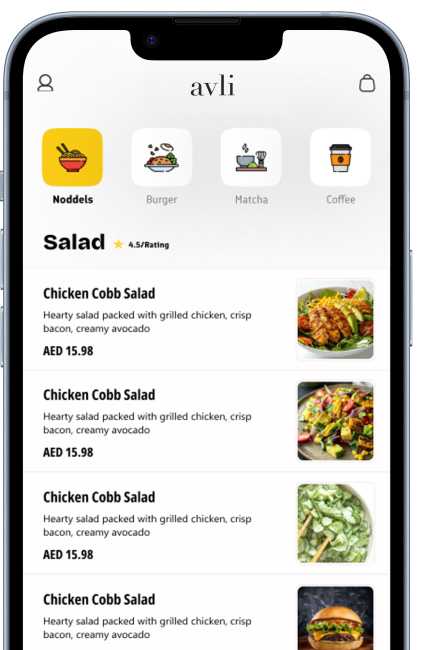 avli
Noddels
Burger
Matcha
Coffee
Salad
4.5/Rating
Chicken Cobb Salad
Hearty salad packed with grilled chicken, crisp
bacon, creamy avocado
AED 15.98
Chicken Cobb Salad
Hearty salad packed with grilled chicken, crisp
bacon, creamy avocado
AED 15.98
Chicken Cobb Salad
Hearty salad packed with grilled chicken, crisp
bacon, creamy avocado
AED 15.98
Chicken Cobb Salad
Hearty salad packed with grilled chicken, crisp
bacon, creamy avocado